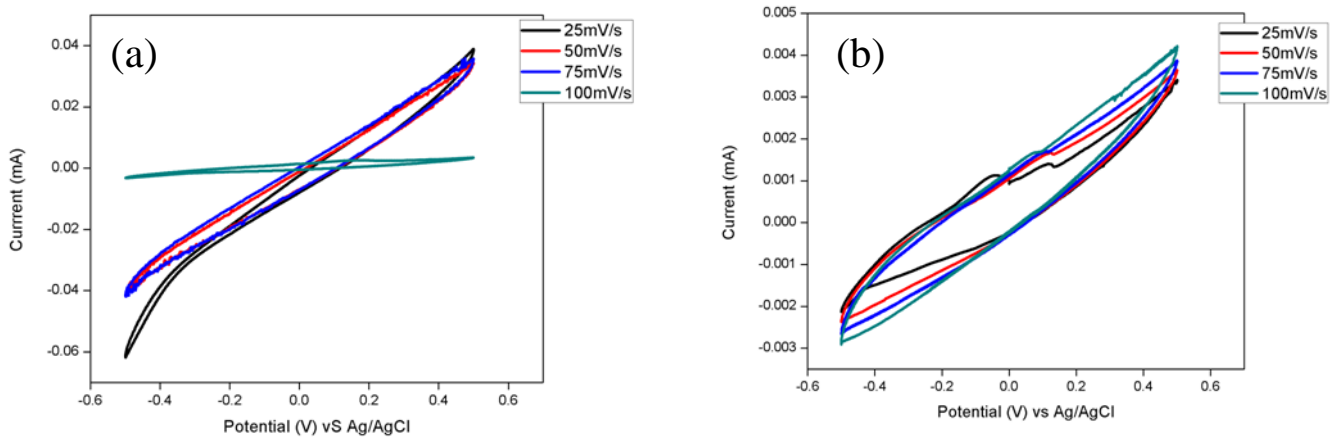 (a)
25mV/s
50mV/s
75mV/s
100mV/s
0.04
0.02
0.00
-0.02
-0.04
-0.06
Currrent (mA)
-0.6
-0.4
-0.2
0.0
0.2
0.4
0.6
Potential (V) vS Ag/AgCl
(b)
25mV/s
50mV/s
75mV/s
100mV/s
0.005
0.004
0.003
0.002
0.001
0.000
-0.001
-0.002
-0.003
Current (mA)
-0.6
-0.4
-0.2
0.0
0.2
0.4
0.6
Potential (V) vs Ag/AgCl